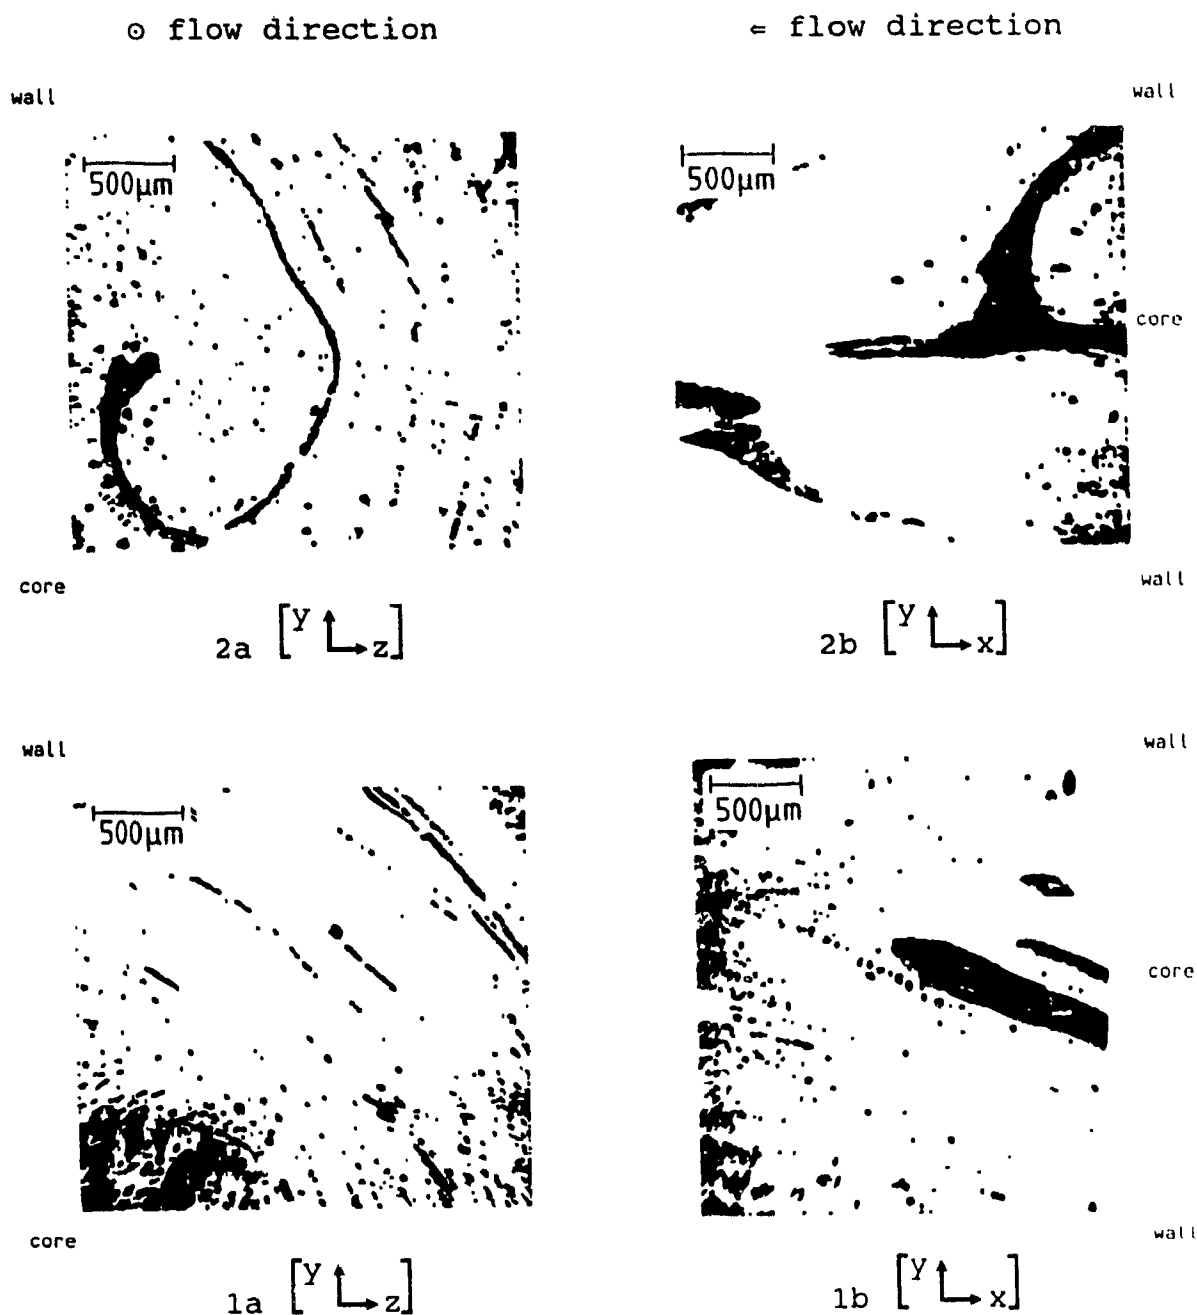 ⊙ flow direction
⇐ flow direction
wall
wall
500µm
500µm
core
core
wall
2a [y z]
2b [y x]
wall
wall
500µm
500µm
core
core
wall
1a [y z]
1b [y x]